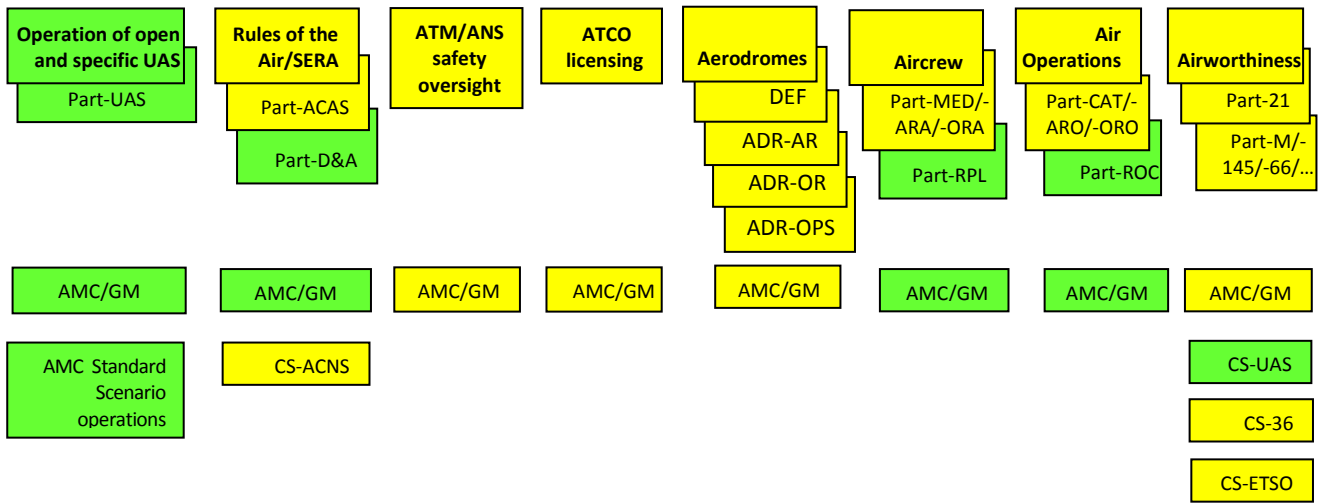 Operation of open
and specific UAS
Part-UAS
Rules of the
Air/SERA
Part-ACAS
Part-D&A
ATM/ANS
safety
oversight
ATCO
licensing
Aerodromes
DEF
ADR-AR
ADR-OR
ADR-OPS
Aircrew
Part-MED/-
ARA/-ORA
Part-RPL
Air
Operations
Part-CAT/-
ARO/-ORO
Part-ROC
Airworthiness
Part-21
Part-M/-
145/-66/...
AMC/GM
AMC/GM
AMC/GM
AMC/GM
AMC/GM
AMC/GM
AMC/GM
AMC/GM
AMC Standard
Scenario
operations
CS-ACNS
CS-UAS
CS-36
CS-ETSO